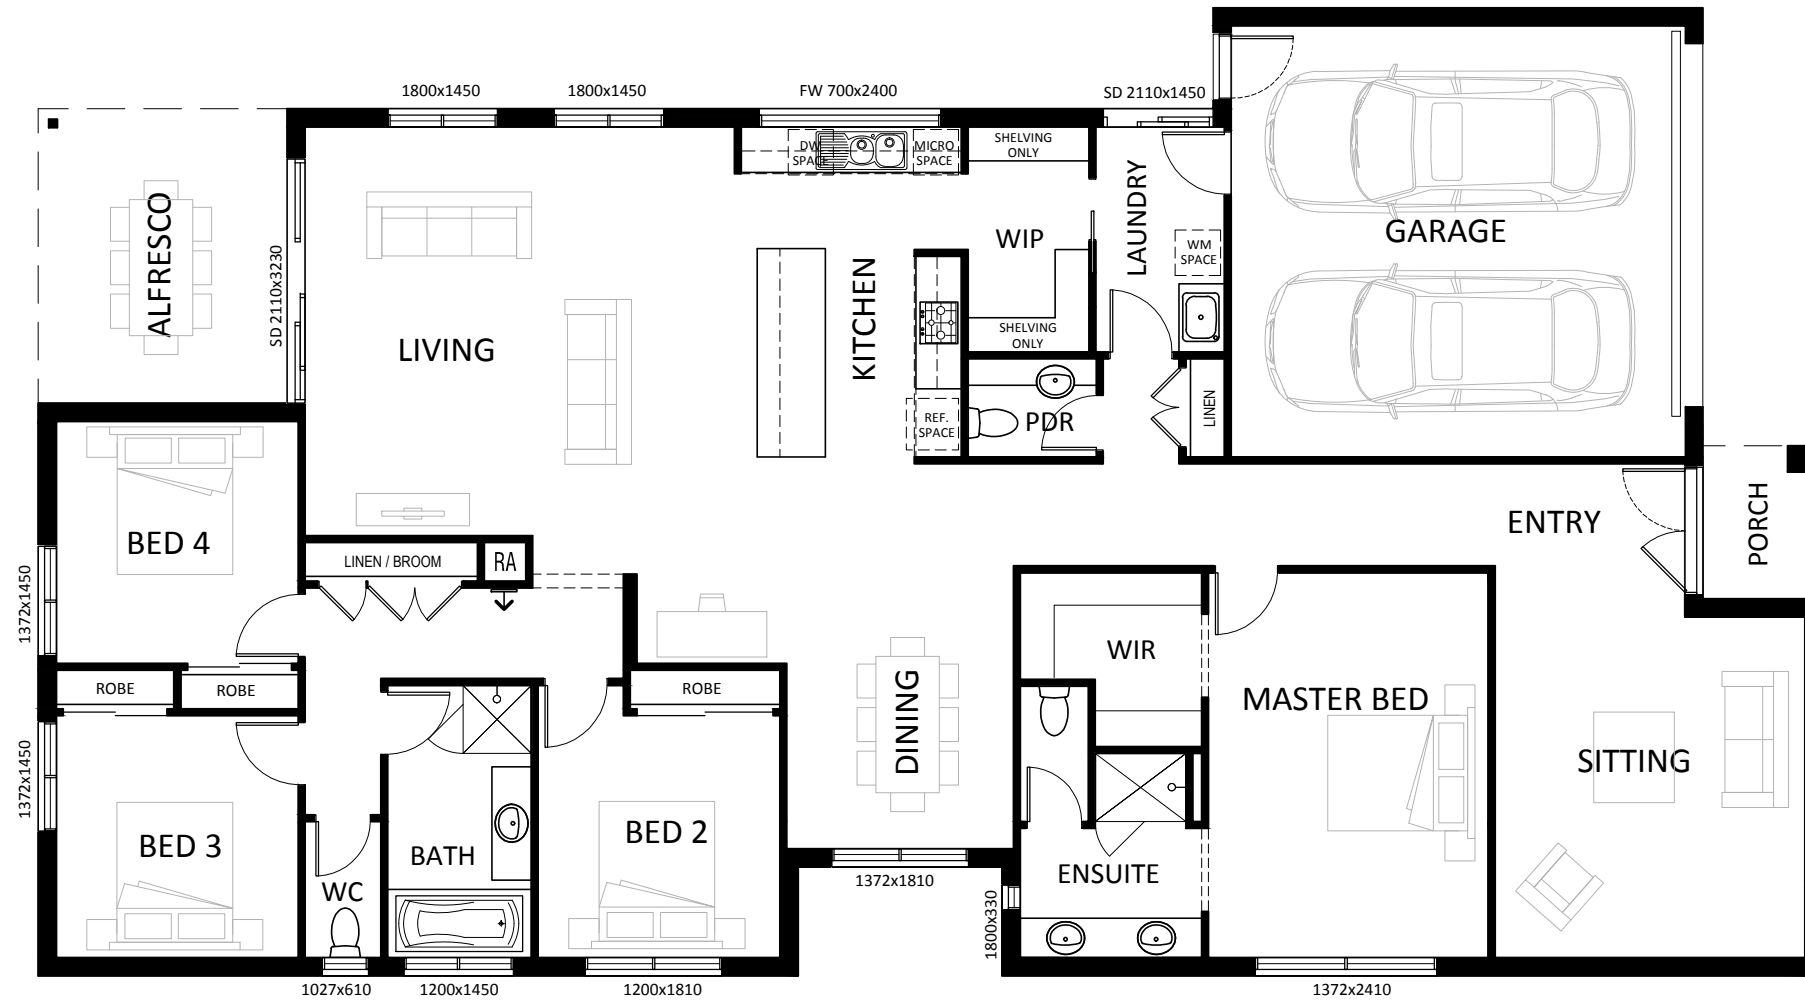 1800x1450
1800x1450
FW 700x2400
SD 2110x1450
DW
SPACE
MICRO
SPACE
SHELVING
ONLY
LAUNDRY
ALFRESCO
SD 2110x3230
LIVING
KITCHEN
WIP
WM
SPACE
GARAGE
SHELVING
ONLY
REF.
SPACE
PDR
LINEN
BED 4
1372x1450
LINEN / BROOM
RA
ENTRY
PORCH
ROBE
ROBE
ROBE
WIR
MASTER BED
DINING
SITTING
1372x1450
BED 3
WC
BATH
BED 2
1372x1810
ENSUITE
1800x330
1027x610
1200x1450
1200x1810
1372x2410